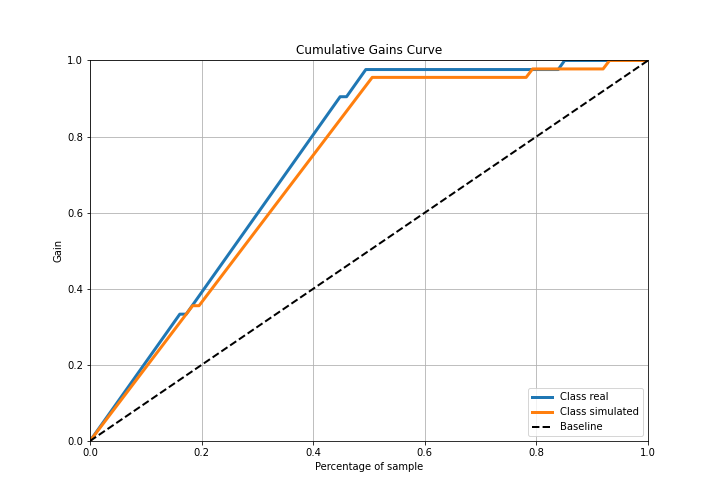 Cumulative Gains Curve
1.0
0.8
0.6
0.4
0.2
0.0
Gain
0.0 0.2 0.4 0.6 0.8 1.0
Percentage of sample
Class real
Class simulated
Baseline